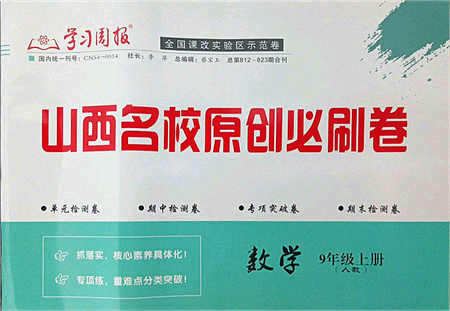 学习周报®
全国课改实验区示范卷
国内统一刊号：CN54-0014 社长：李萍 总编辑：蔡宝玉 总第812~823期合刊
山西名校原创必刷卷
●单元检测卷 ●期中检测卷 ●专项突破卷 ●期末检测卷
抓落实，核心素养具体化！
专项练，重难点分类突破！
数学 9年级上册
（人教）